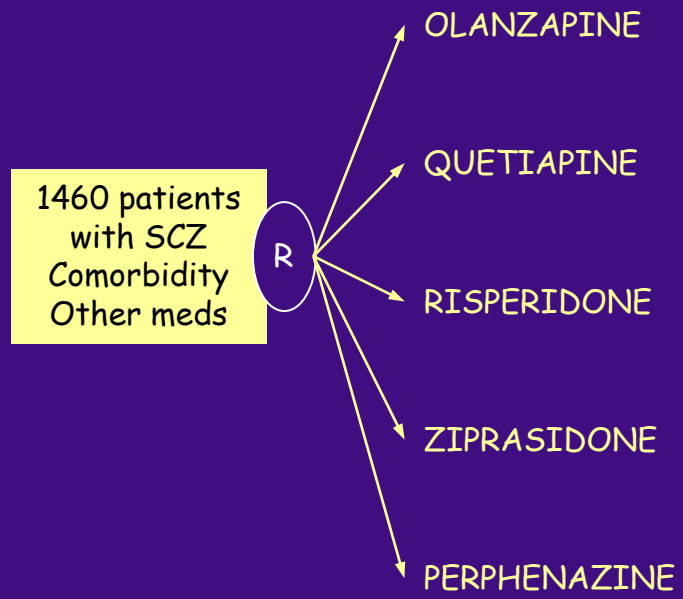 1460 patients
with SCZ
Comorbidity
Other meds
R
OLANZAPINE
QUETIAPINE
RISPERIDONE
ZIPRASIDONE
PERPHENAZINE